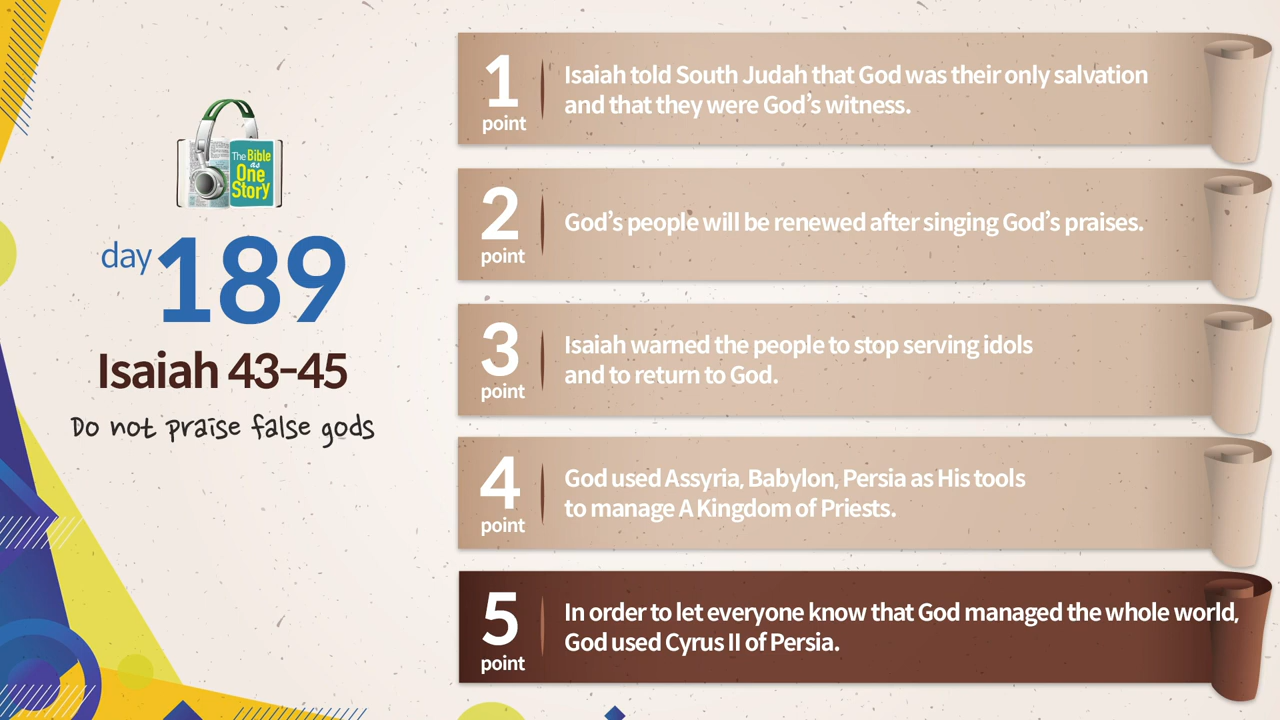 The Bible
as
One
Story
day 189
Isaiah 43-45
Do not praise false gods
1
point
Isaiah told South Judah that God was their only salvation
and that they were God's witness.
2
point
God's people will be renewed after singing God's praises.
3
point
Isaiah warned the people to stop serving idols
and to return to God.
4
point
God used Assyria, Babylon, Persia as His tools
to manage A Kingdom of Priests.
5
point
In order to let everyone know that God managed the whole world,
God used Cyrus II of Persia.